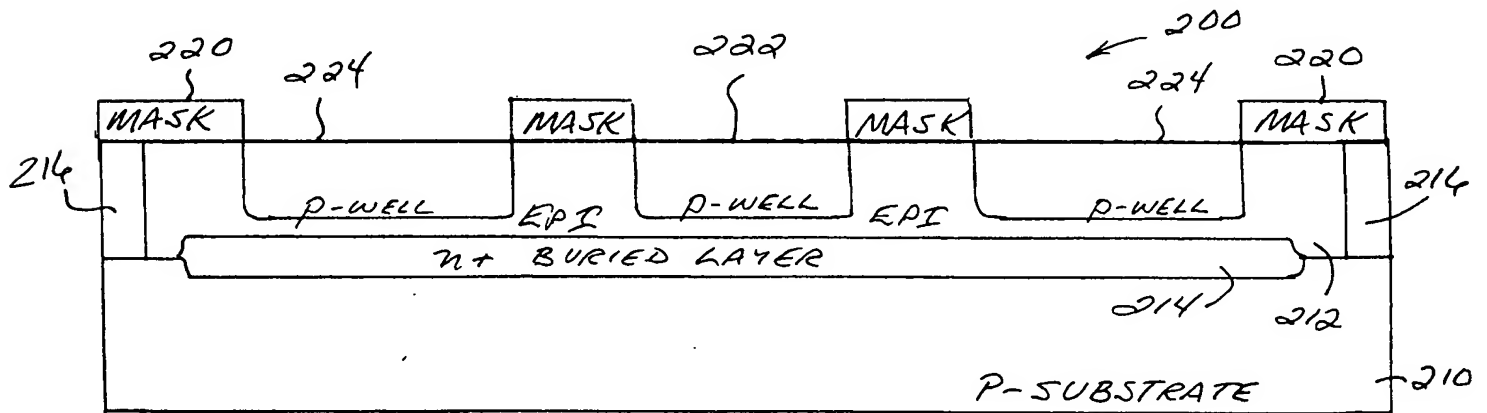 200
220
224
222
224
220
MASK
MASK
MASK
MASK
216
216
P-WELL
EPI
P-WELL
EPI
P-WELL
n+ BURIED LAYER
214
212
P-SUBSTRATE
210